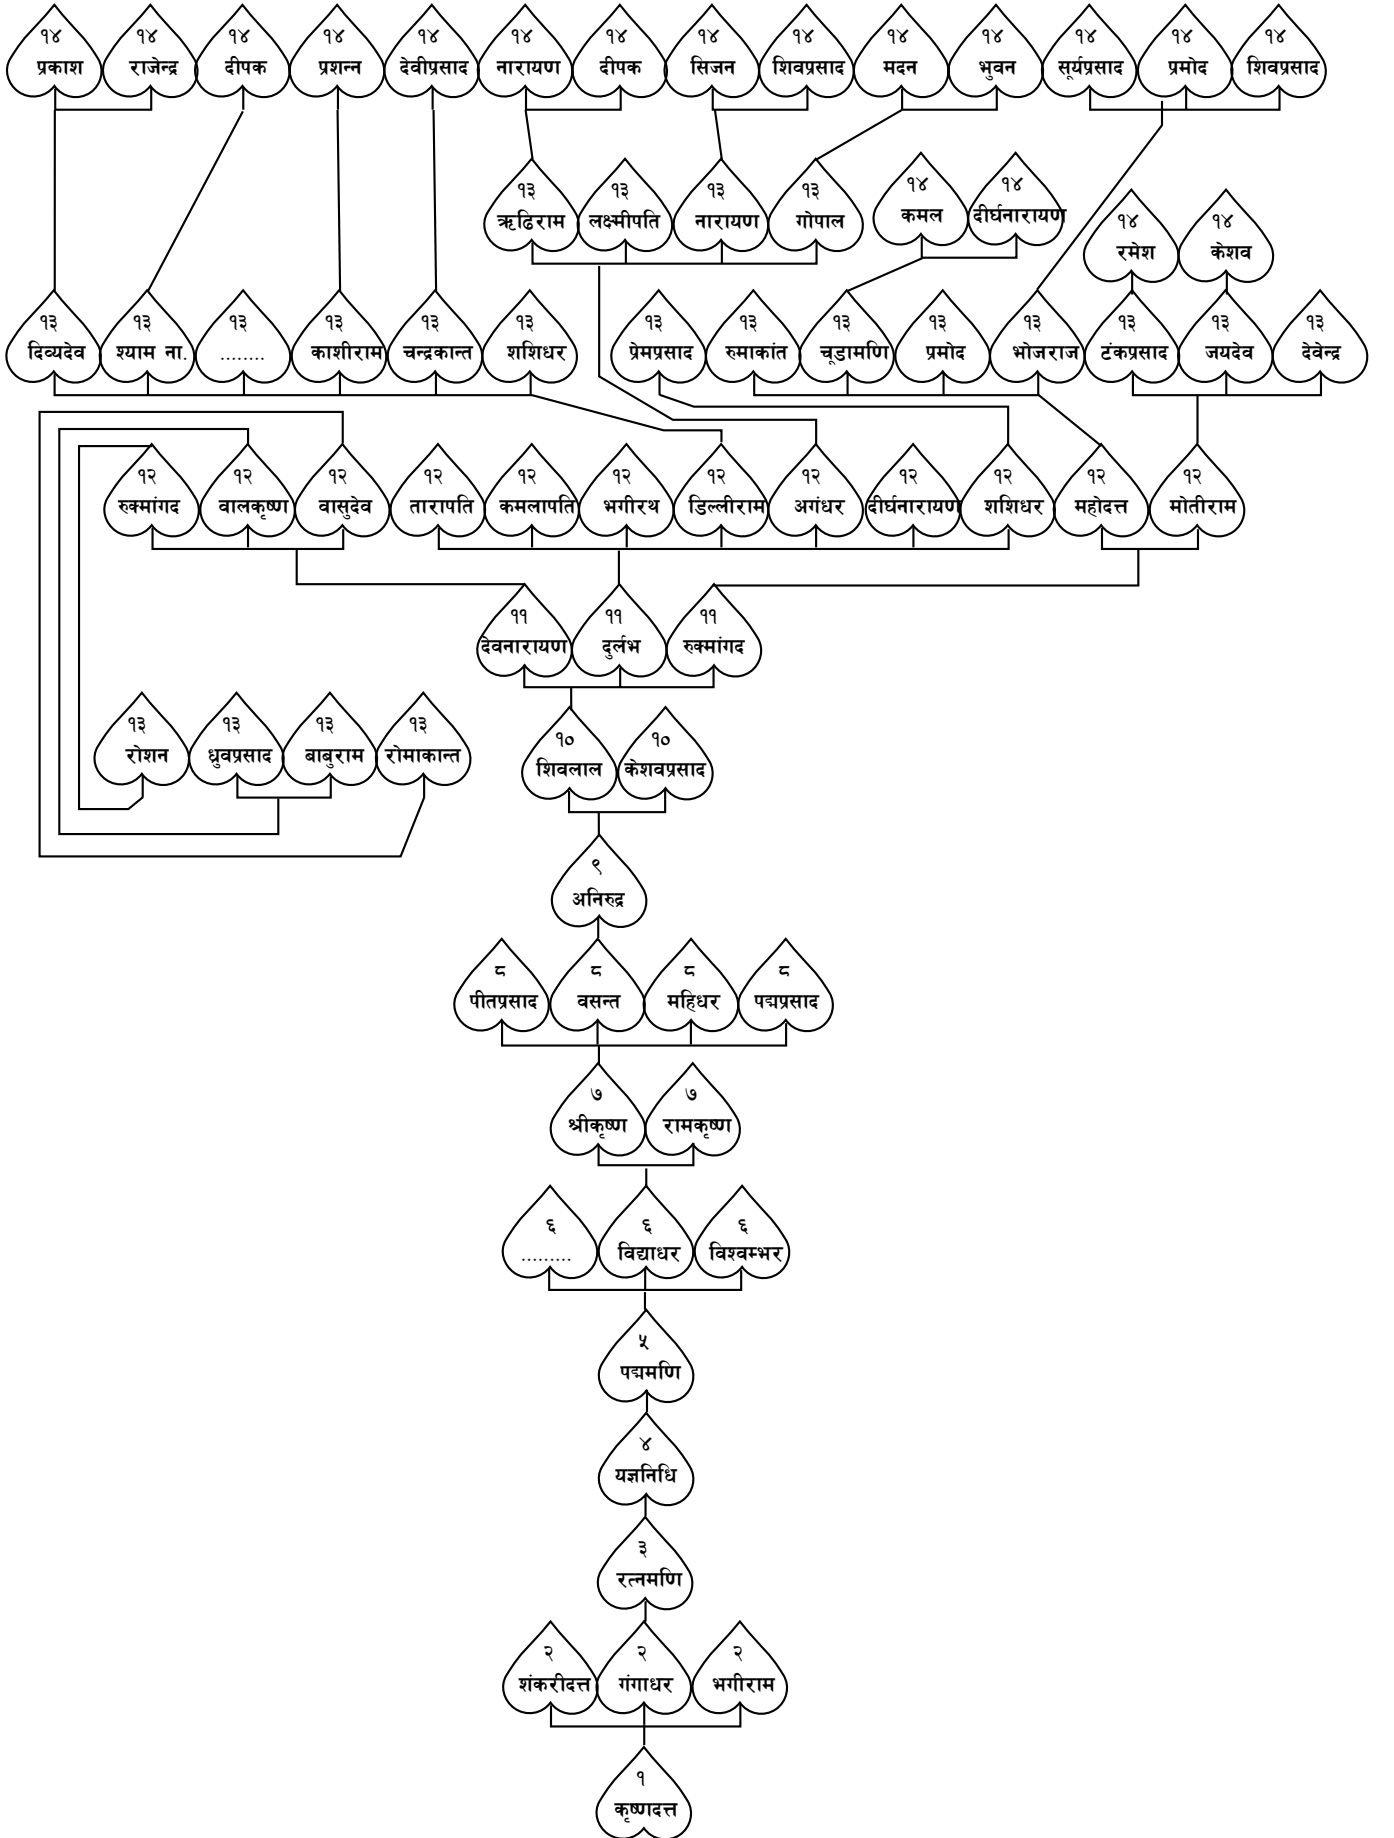 १४ १४ १४ १४ १४ १४ १४ १४ १४ १४ १४ १४ १४ १४
प्रकाश राजेन्द्र दीपक प्रशन्न देवीप्रसाद नारायण दीपक सिजन शिवप्रसाद मदन भुवन सूर्यप्रसाद प्रमोद शिवप्रसाद
१३ १३ १३ १३ १४ १४
ऋढिराम लक्ष्मीपति नारायण गोपाल कमल दीर्घनारायण
१४ १४
रमेश केशव
१३ १३ १३ १३ १३ १३ १३ १३ १३ १३ १३ १३ १३ १३
दिव्यदेव श्याम ना. ........ काशीराम चन्द्रकान्त शशिधर प्रेमप्रसाद रुमाकांत चूडामणि प्रमोद भोजराज टंकप्रसाद जयदेव देवेन्द्र
१२ १२ १२ १२ १२ १२ १२ १२ १२ १२ १२ १२
रुक्मांगद वालकृष्ण वासुदेव तारापति कमलापति भगीरथ डिल्लीराम अगंधर दीर्घनारायण शशिधर महोदत्त मोतीराम
११ ११ ११
देवनारायण दुर्लभ रुक्मांगद
१३ १३ १३ १३
रोशन ध्रुवप्रसाद बाबुराम रोमाकान्त
१० १०
शिवलाल केशवप्रसाद
९
अनिरुद्र
८ ८ ८ ८
पीतप्रसाद वसन्त महिधर पद्मप्रसाद
७ ७
श्रीकृष्ण रामकृष्ण
६ ६ ६
......... विद्याधर विश्वम्भर
५
पद्ममणि
४
यज्ञनिधि
३
रत्नमणि
२ २ २
शंकरीदत्त गंगाधर भगीराम
१
कृष्णदत्त